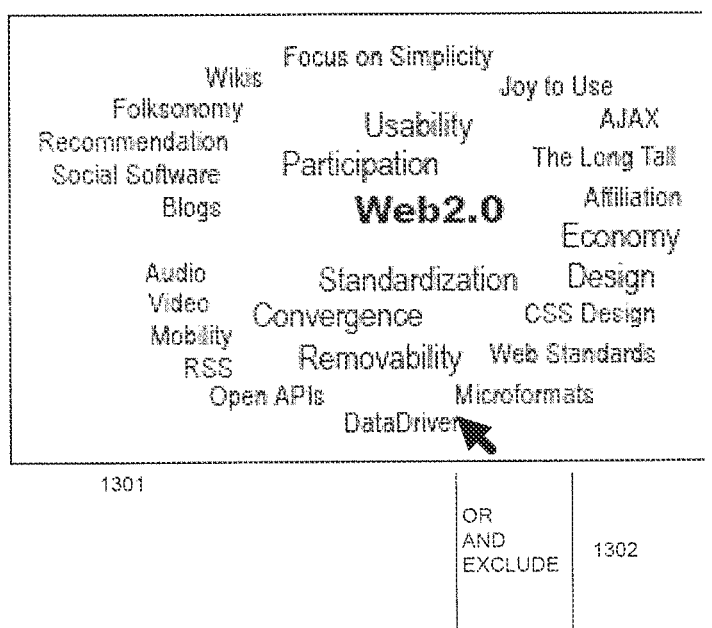 Focus on Simplicity
Wikis
Joy to Use
Folksonomy
Usability
AJAX
Recommendation
Participation
The Long Tail
Social Software
Affiliation
Blogs
Web2.0
Economy
Audio
Standardization
Design
Video
Convergence
CSS Design
Mobility
Removability
Web Standards
RSS
Open APIs
Microformats
DataDriven
1301
OR
AND
EXCLUDE
1302